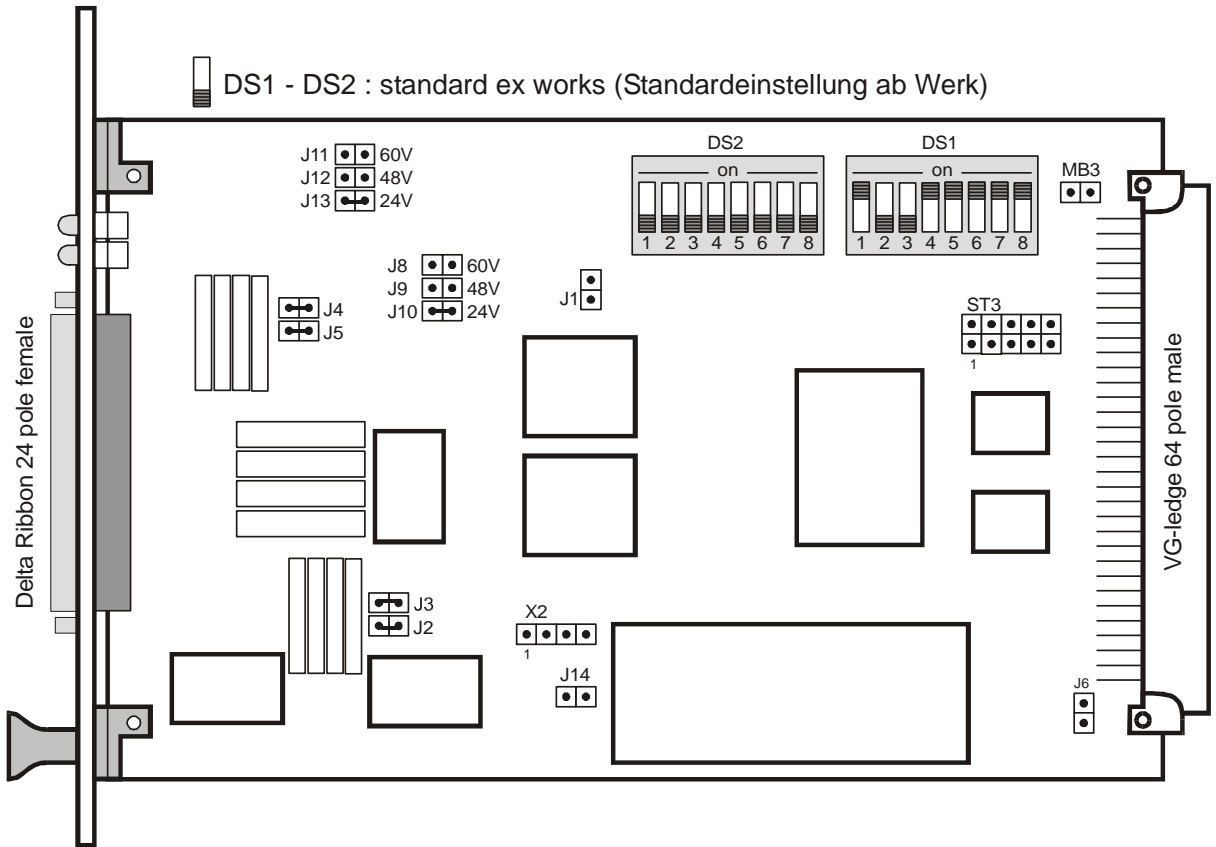 DS1 - DS2 : standard ex works (Standardeinstellung ab Werk)
J11 60V
J12 48V
J13 24V
DS2
on
1 2 3 4 5 6 7 8
DS1
on
1 2 3 4 5 6 7 8
MB3
J8 60V
J9 48V
J10 24V
J1
J4
J5
ST3
1
Delta Ribbon 24 pole female
VG-ledge 64 pole male
J3
J2
X2
1
J14
J6